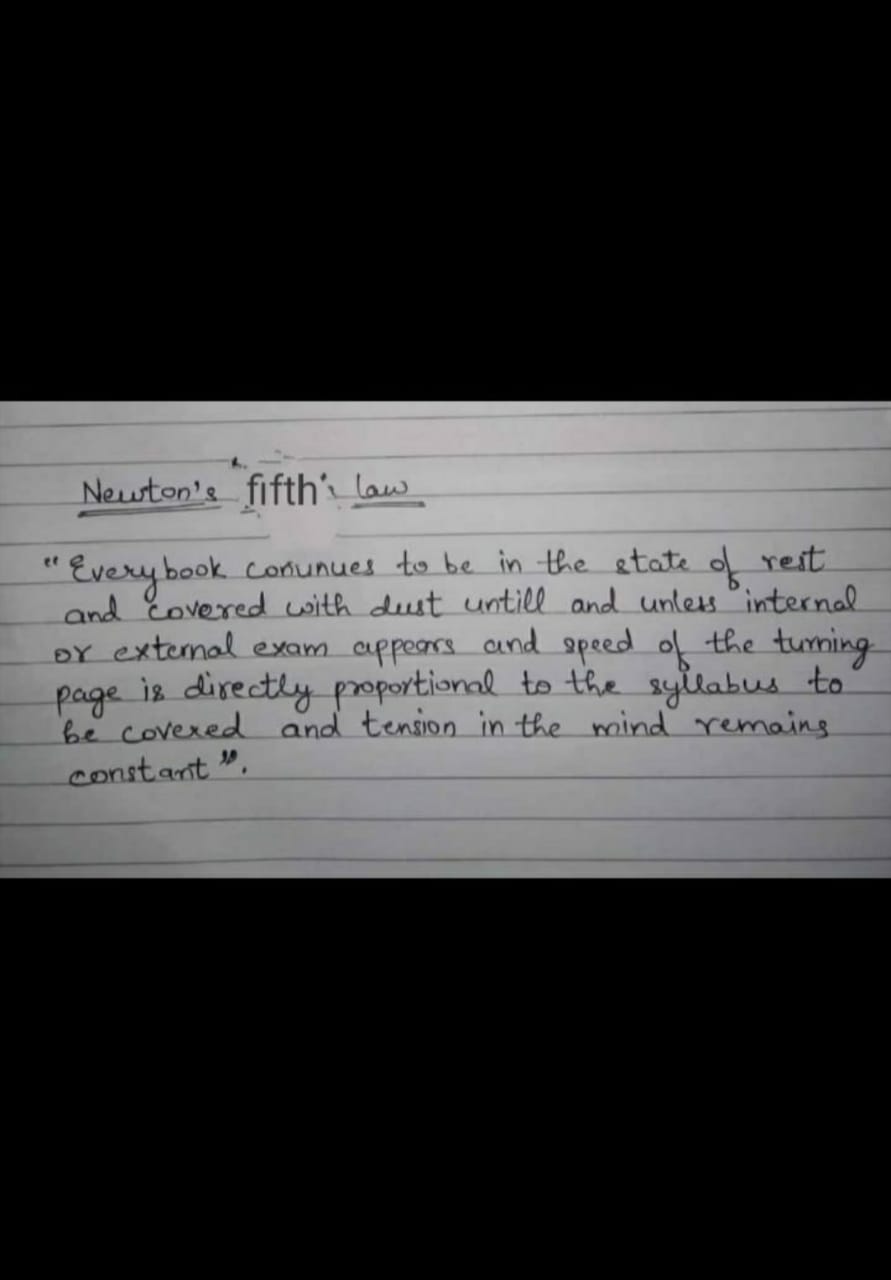 Newton's fifth law
"Every book conunues to be in the state of rest
and covered with dust untill and unless internal
or external exam appears and speed of the turning
page is directly proportional to the syllabus to
be covered and tension in the mind remains
constant".